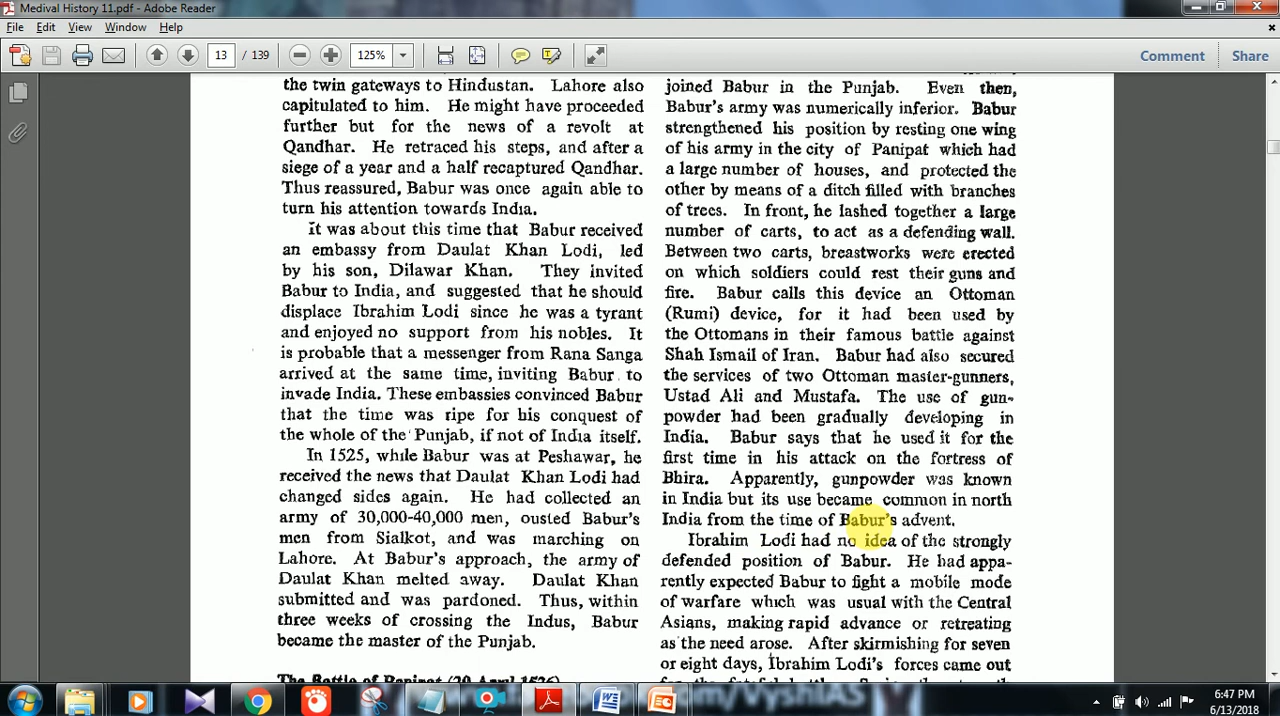 Medival History 11.pdf - Adobe Reader
File Edit View Window Help
13 / 139 125% Comment Share
the twin gateways to Hindustan. Lahore also
capitulated to him. He might have proceeded
further but for the news of a revolt at
Qandhar. He retraced his steps, and after a
siege of a year and a half recaptured Qandhar.
Thus reassured, Babur was once again able to
turn his attention towards India.
It was about this time that Babur received
an embassy from Daulat Khan Lodi, led
by his son, Dilawar Khan. They invited
Babur to India, and suggested that he should
displace Ibrahim Lodi since he was a tyrant
and enjoyed no support from his nobles. It
is probable that a messenger from Rana Sanga
arrived at the same time, inviting Babur to
invade India. These embassies convinced Babur
that the time was ripe for his conquest of
the whole of the Punjab, if not of India itself.
In 1525, while Babur was at Peshawar, he
received the news that Daulat Khan Lodi had
changed sides again. He had collected an
army of 30,000-40,000 men, ousted Babur's
men from Sialkot, and was marching on
Lahore. At Babur's approach, the army of
Daulat Khan melted away. Daulat Khan
submitted and was pardoned. Thus, within
three weeks of crossing the Indus, Babur
became the master of the Punjab.
The Battle of Panipat (20 April 1526)
joined Babur in the Punjab. Even then,
Babur's army was numerically inferior. Babur
strengthened his position by resting one wing
of his army in the city of Panipat which had
a large number of houses, and protected the
other by means of a ditch filled with branches
of trees. In front, he lashed together a large
number of carts, to act as a defending wall.
Between two carts, breastworks were erected
on which soldiers could rest their guns and
fire. Babur calls this device an Ottoman
(Rumi) device, for it had been used by
the Ottomans in their famous battle against
Shah Ismail of Iran. Babur had also secured
the services of two Ottoman master-gunners,
Ustad Ali and Mustafa. The use of gun-
powder had been gradually developing in
India. Babur says that he used it for the
first time in his attack on the fortress of
Bhira. Apparently, gunpowder was known
in India but its use became common in north
India from the time of Babur's advent.
Ibrahim Lodi had no idea of the strongly
defended position of Babur. He had appa-
rently expected Babur to fight a mobile mode
of warfare which was usual with the Central
Asians, making rapid advance or retreating
as the need arose. After skirmishing for seven
or eight days, Ibrahim Lodi's forces came out
6:47 PM
6/13/2018